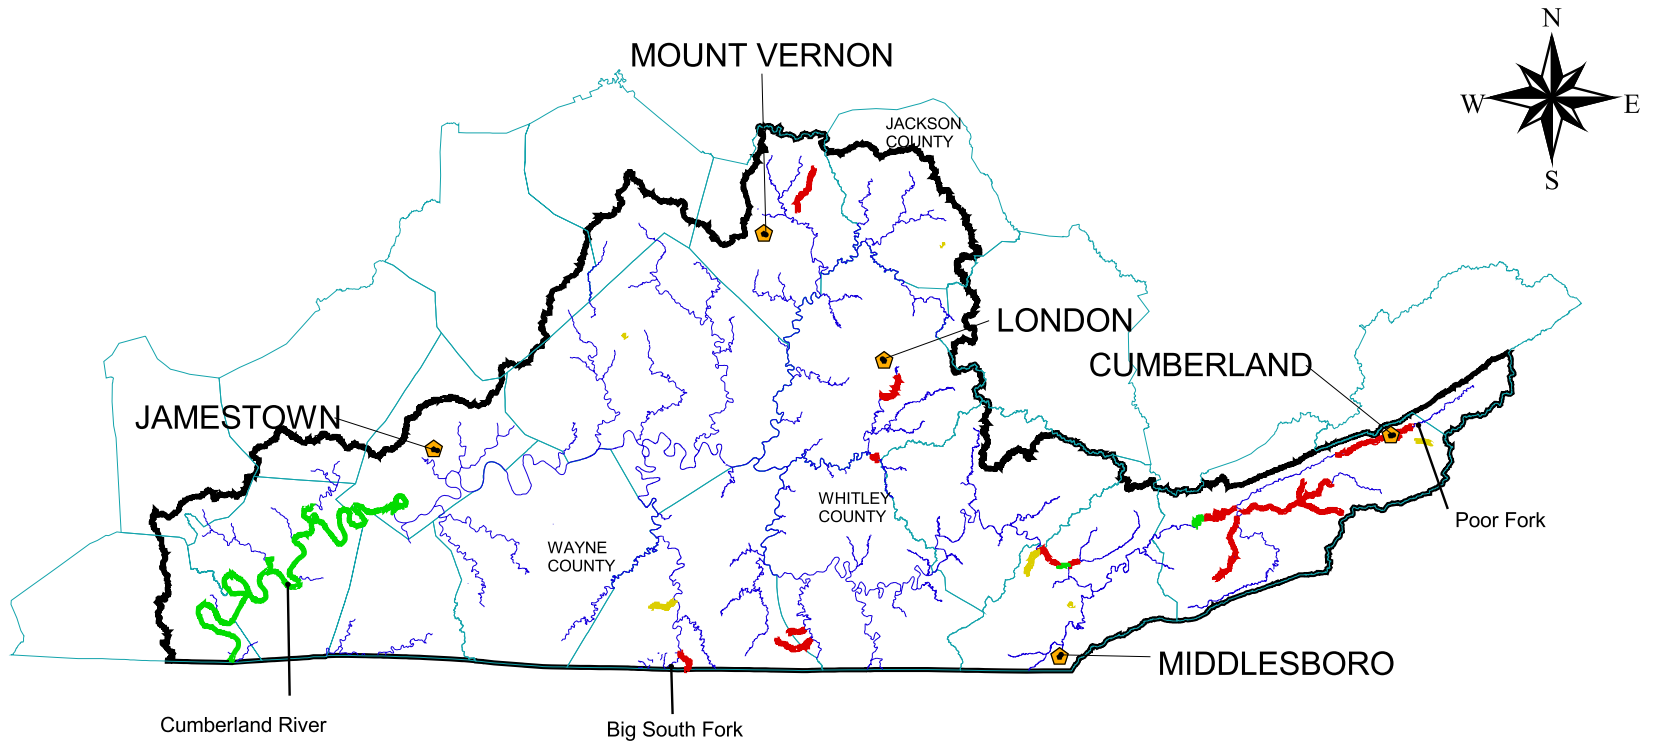 N
MOUNT VERNON
W
E
JACKSON
COUNTY
S
LONDON
CUMBERLAND
JAMESTOWN
WHITLEY
COUNTY
Poor Fork
WAYNE
COUNTY
MIDDLESBORO
Cumberland River
Big South Fork